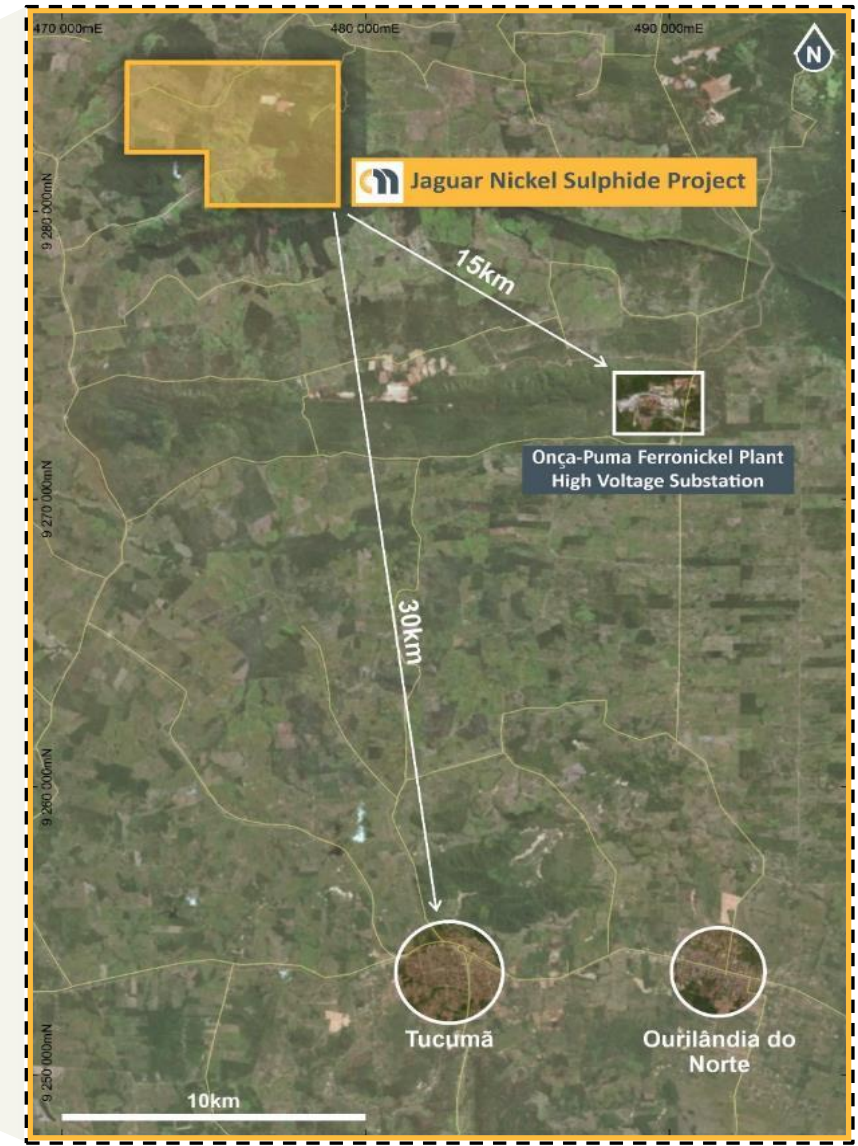 470 000mE
480 000mE
490 000mE
N
Jaguar Nickel Sulphide Project
9 280 000mN
15km
Onça-Puma Ferronickel Plant
High Voltage Substation
9 270 000mN
30km
9 260 000mN
Tucumã
Ourilândia do
Norte
9 250 000mN
10km